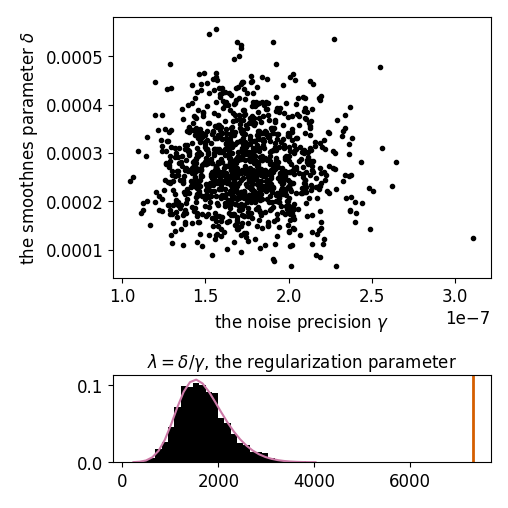 0.0005
0.0004
0.0003
0.0002
0.0001
the smoothnes parameter δ
1.0 1.5 2.0 2.5 3.0
the noise precision γ
1e−7
λ = δ/γ, the regularization parameter
0.1
0.0
0 2000 4000 6000